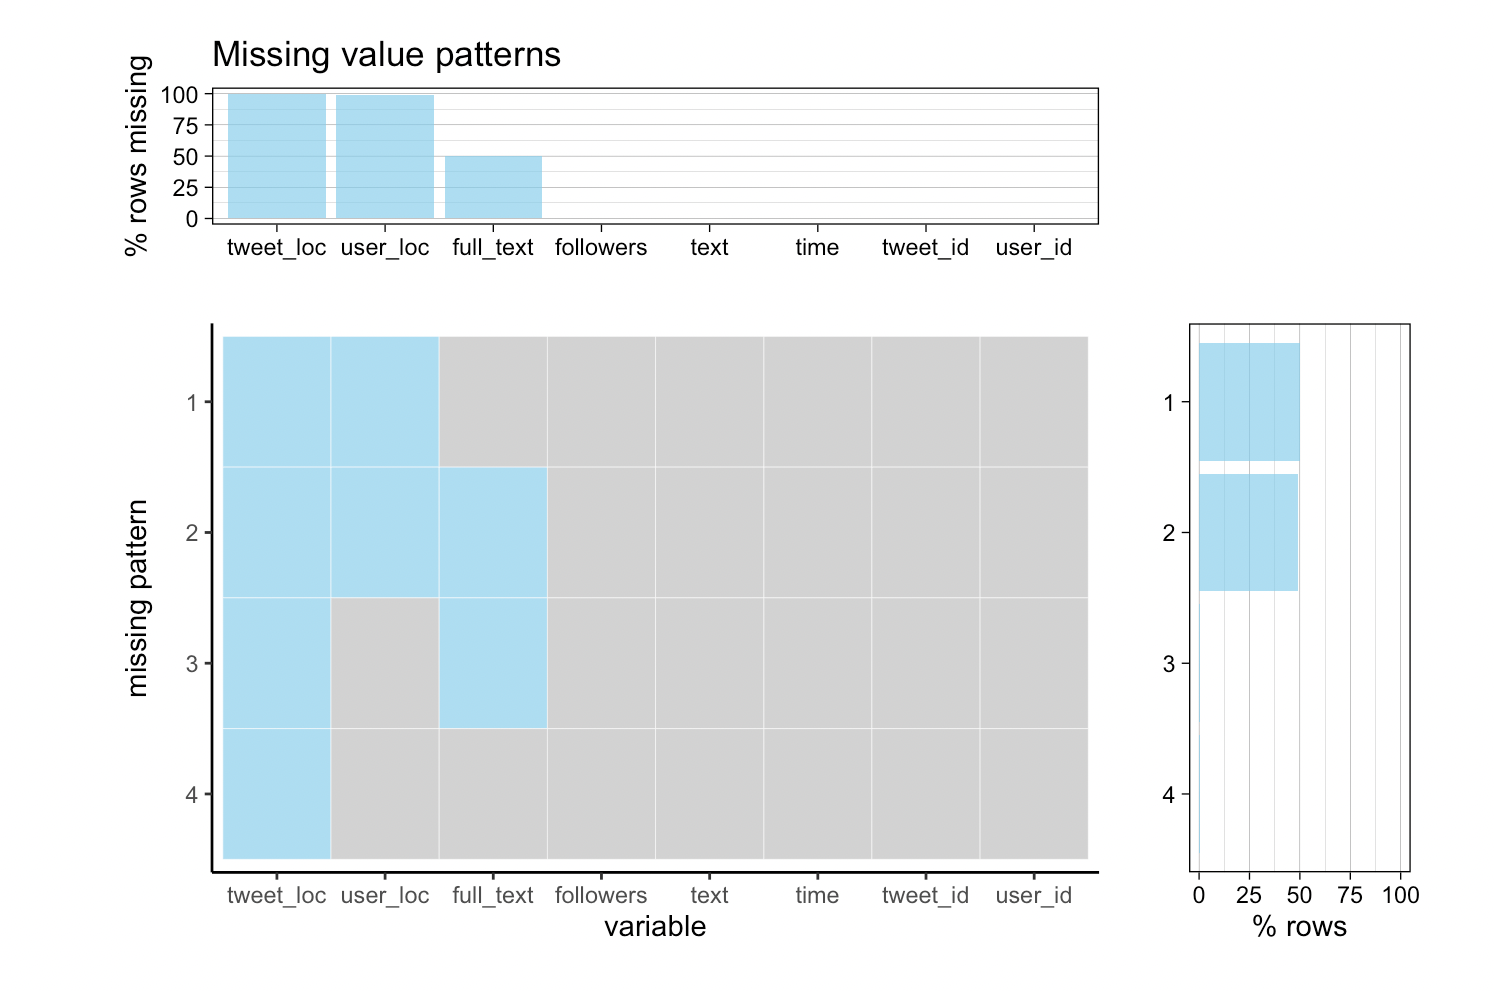 Missing value patterns
% rows missing
100
75
50
25
0
tweet_loc user_loc full_text followers text time tweet_id user_id
missing pattern
1
2
3
4
tweet_loc user_loc full_text followers text time tweet_id user_id
variable
1
2
3
4
0 25 50 75 100
% rows